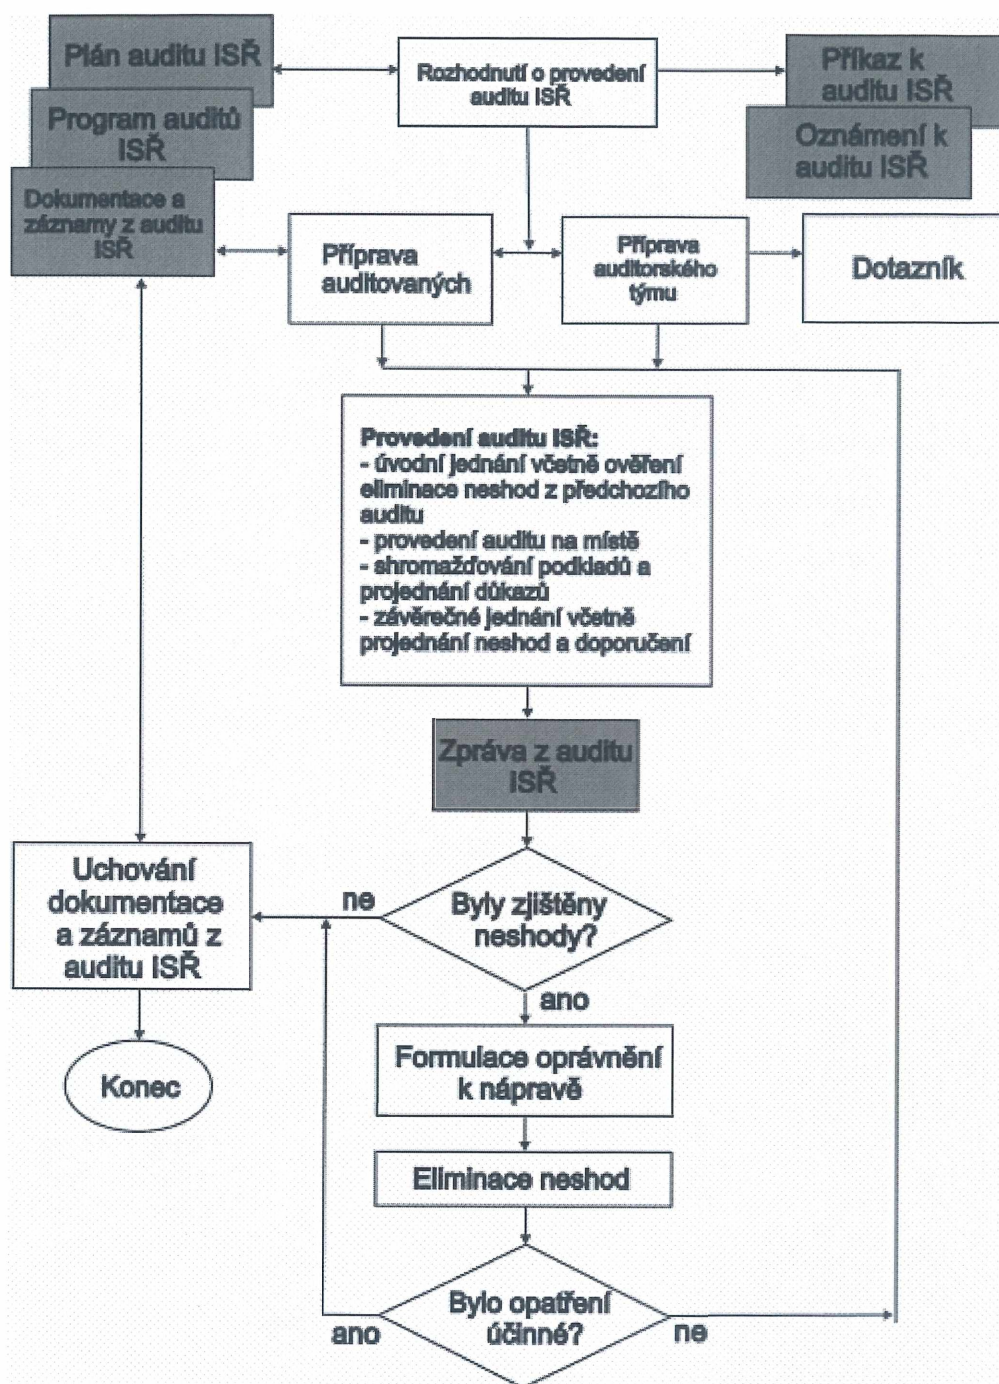 Plán auditu ISŘ
Program auditů
ISŘ
Dokumentace a
záznamy z auditu
ISŘ
Rozhodnutí o provedení
auditu ISŘ
Příkaz k
auditu ISŘ
Oznámení k
auditu ISŘ
Příprava
auditovaných
Příprava
auditorského
týmu
Dotazník
Provedení auditu ISŘ:
- úvodní jednání včetně ověření
eliminace neshod z předchozího
auditu
- provedení auditu na místě
- shromažďování podkladů a
projednání důkazů
- závěrečné jednání včetně
projednání neshod a doporučení
Zpráva z auditu
ISŘ
Uchování
dokumentace
a záznamů z
auditu ISŘ
ne
Byly zjištěny
neshody?
ano
Konec
Formulace oprávnění
k nápravě
Eliminace neshod
Bylo opatření
účinné?
ano
ne